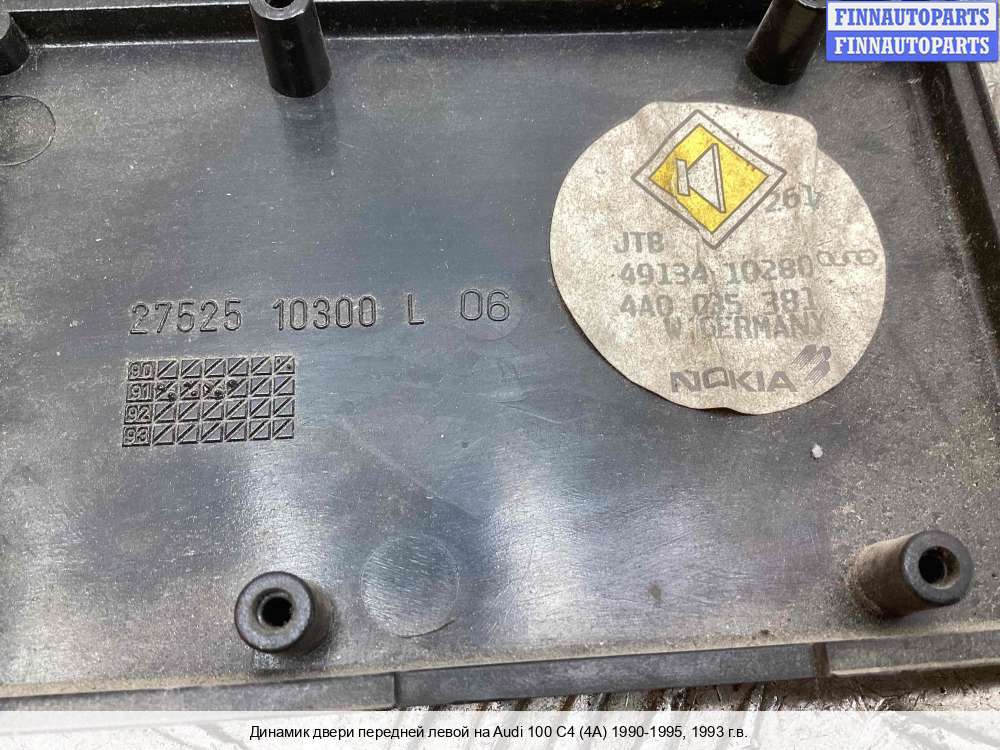 FINNAUTOPARTS
FINNAUTOPARTS
261
JTB
49134 10280
4A0 035 381
W. GERMANY
NOKIA
27525 10300 L 06
90
91
92
93
Динамик двери передней левой на Audi 100 C4 (4A) 1990-1995, 1993 г.в.